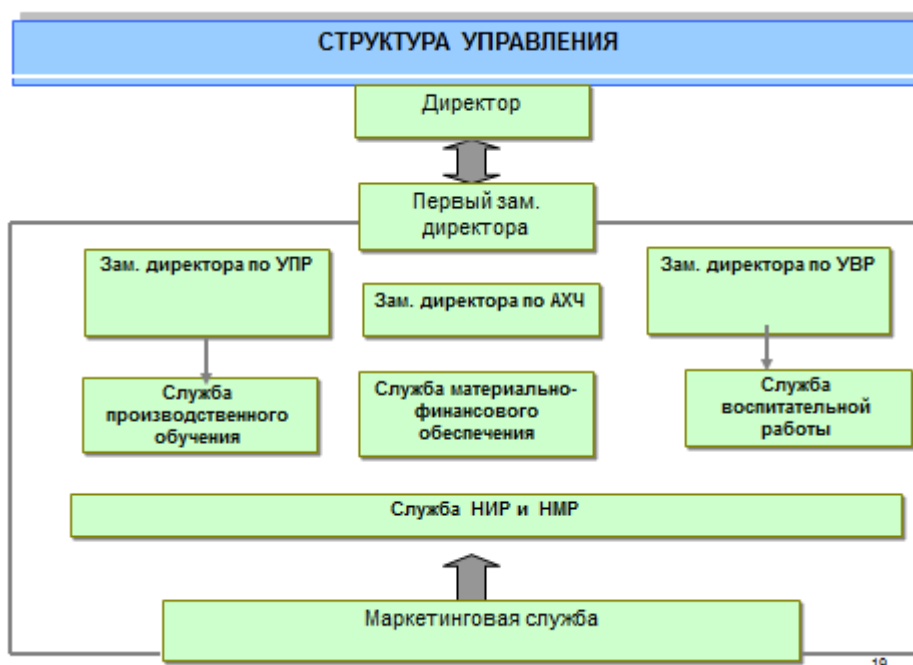 СТРУКТУРА УПРАВЛЕНИЯ
Директор
Первый зам.
директора
Зам. директора по УПР
Зам. директора по АХЧ
Зам. директора по УВР
Служба
производственного
обучения
Служба материально-
финансового
обеспечения
Служба
воспитательной
работы
Служба НИР и НМР
Маркетинговая служба
19